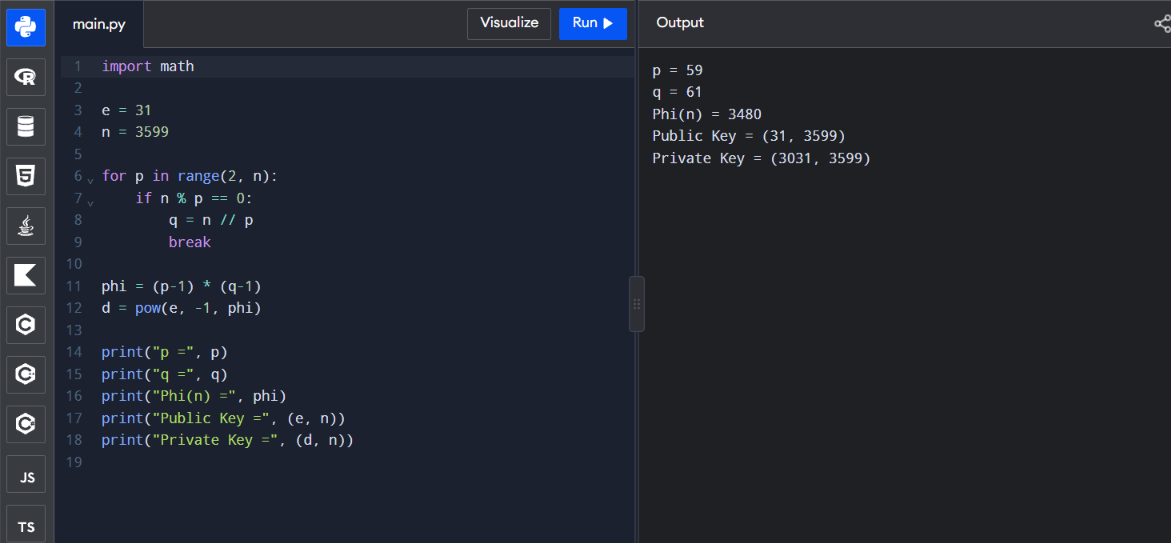 main.py
Visualize
Run
Output
1 import math
2
3 e = 31
4 n = 3599
5
6 for p in range(2, n):
7     if n % p == 0:
8         q = n // p
9         break
10
11 phi = (p-1) * (q-1)
12 d = pow(e, -1, phi)
13
14 print("p =", p)
15 print("q =", q)
16 print("Phi(n) =", phi)
17 print("Public Key =", (e, n))
18 print("Private Key =", (d, n))
19
p = 59
q = 61
Phi(n) = 3480
Public Key = (31, 3599)
Private Key = (3031, 3599)
R
5
C
C
C
JS
TS